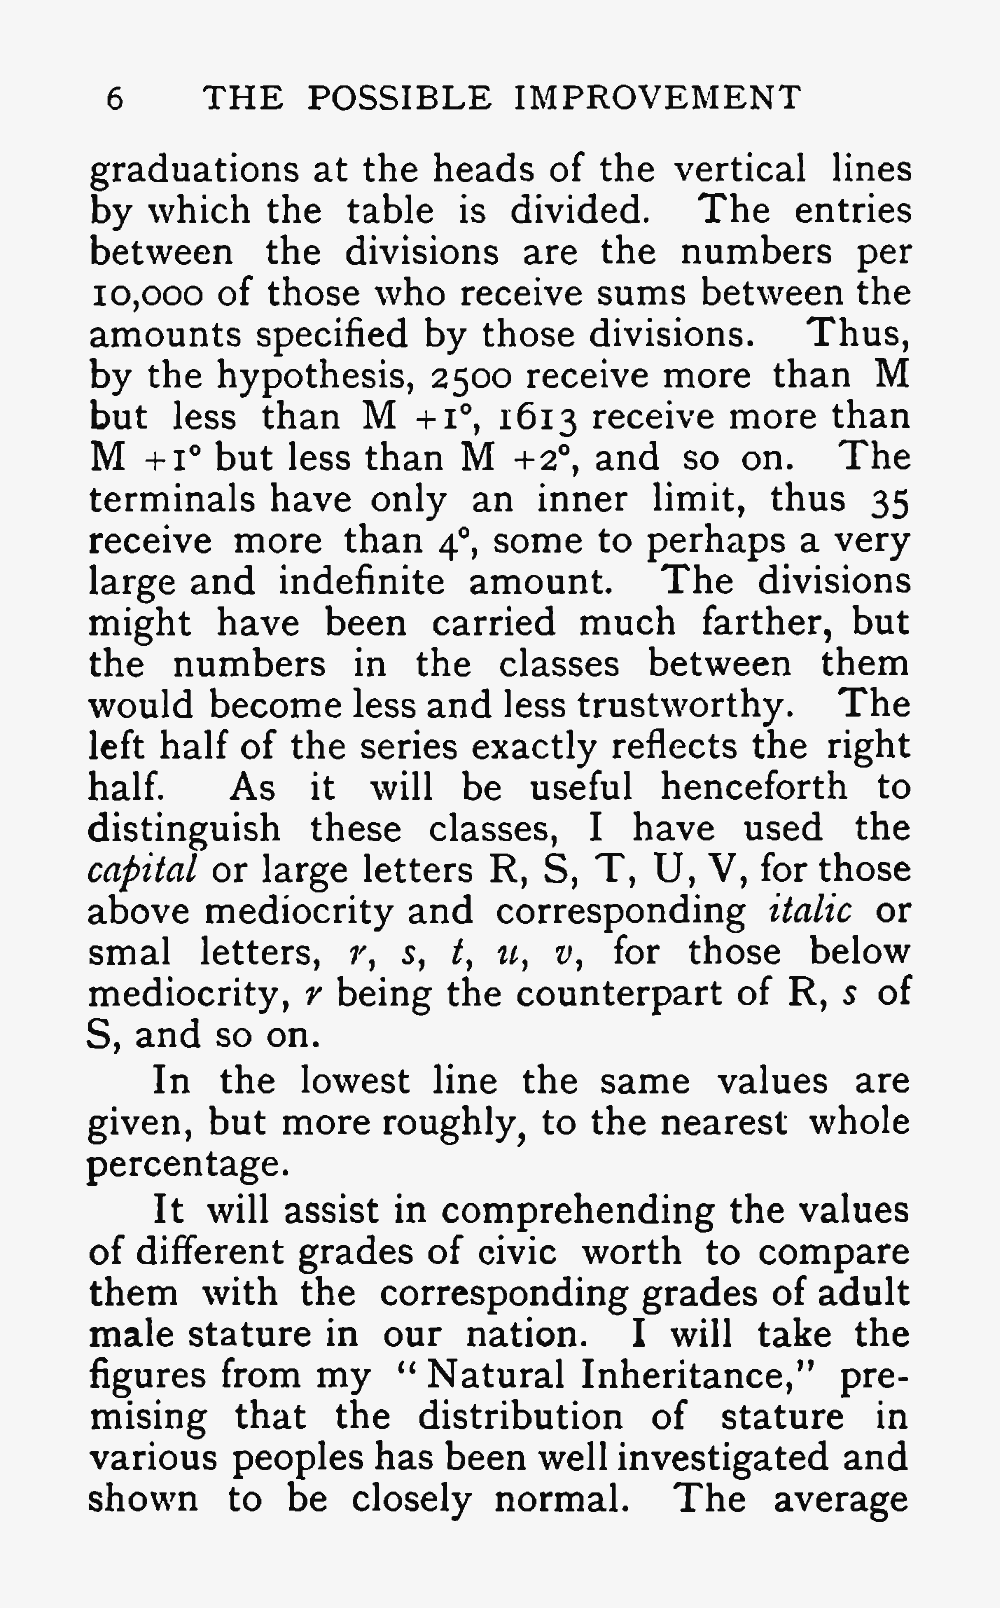 6 THE POSSIBLE IMPROVEMENT
graduations at the heads of the vertical lines
by which the table is divided. The entries
between the divisions are the numbers per
10,000 of those who receive sums between the
amounts specified by those divisions. Thus,
by the hypothesis, 2500 receive more than M
but less than M +1°, 1613 receive more than
M +1° but less than M +2°, and so on. The
terminals have only an inner limit, thus 35
receive more than 4°, some to perhaps a very
large and indefinite amount. The divisions
might have been carried much farther, but
the numbers in the classes between them
would become less and less trustworthy. The
left half of the series exactly reflects the right
half. As it will be useful henceforth to
distinguish these classes, I have used the
capital or large letters R, S, T, U, V, for those
above mediocrity and corresponding italic or
smal letters, r, s, t, u, v, for those below
mediocrity, r being the counterpart of R, s of
S, and so on.
In the lowest line the same values are
given, but more roughly, to the nearest whole
percentage.
It will assist in comprehending the values
of different grades of civic worth to compare
them with the corresponding grades of adult
male stature in our nation. I will take the
figures from my “Natural Inheritance,” pre-
mising that the distribution of stature in
various peoples has been well investigated and
shown to be closely normal. The average